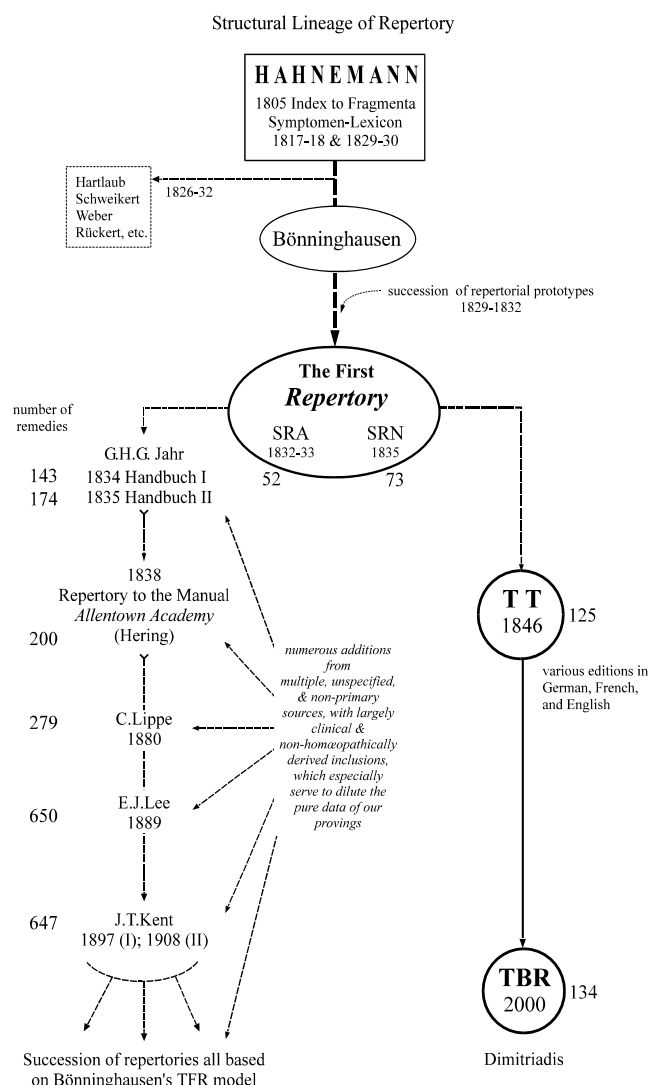 Structural Lineage of Repertory
HAHNEMANN
1805 Index to Fragmenta
Symptomen-Lexicon
1817-18 & 1829-30
Hartlaub
Schweikert
Weber
Rückert, etc.
1826-32
Bönninghausen
succession of repertorial prototypes
1829-1832
The First
Repertory
SRA
1832-33
SRN
1835
52
73
number of
remedies
G.H.G. Jahr
143
1834 Handbuch I
174
1835 Handbuch II
1838
Repertory to the Manual
Allentown Academy
(Hering)
200
C.Lippe
1880
279
E.J.Lee
1889
650
J.T.Kent
1897 (I); 1908 (II)
647
Succession of repertories all based
on Bönninghausen's TFR model
numerous additions
from
multiple, unspecified,
& non-primary
sources, with largely
clinical &
non-homœopathically
derived inclusions,
which especially
serve to dilute the
pure data of our
provings
T T
1846
125
various editions in
German, French,
and English
TBR
2000
134
Dimitriadis